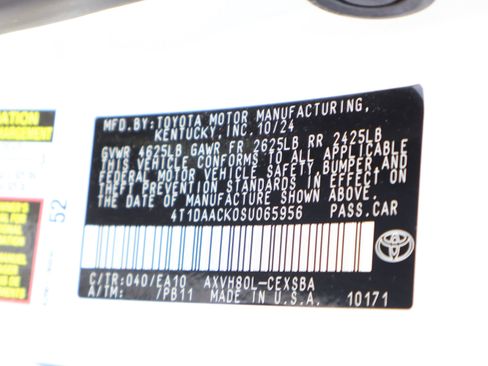 MFD.BY:TOYOTA MOTOR MANUFACTURING,
KENTUCKY,INC.10/24
GVWR 4625LB GAWR FR 2625LB RR 2425LB
THIS VEHICLE CONFORMS TO ALL APPLICABLE
FEDERAL MOTOR VEHICLE SAFETY,BUMPER,AND
THEFT PREVENTION STANDARDS IN EFFECT ON
THE DATE OF MANUFACTURE SHOWN ABOVE.
4T1DAACK0SU065956 PASS.CAR
C/TR:040/EA10 AXVH80L-CEXSBA
A/TM: /PB11 MADE IN U.S.A. 10171
52